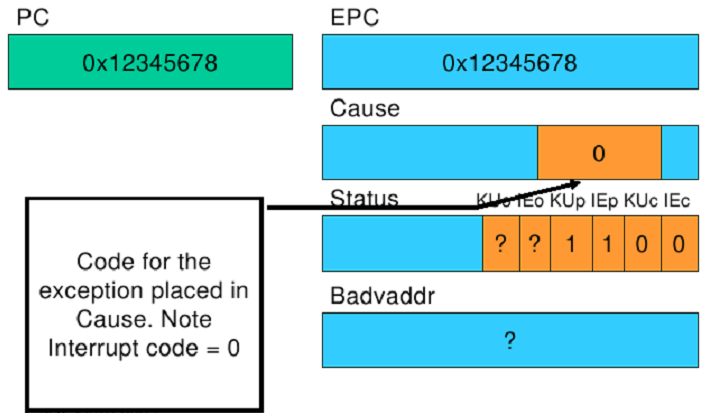 PC
EPC
0x12345678
0x12345678
Cause
0
Status
KUo IEo KUp IEp KUc IEc
? ? 1 1 0 0
Code for the
exception placed in
Cause. Note
Interrupt code = 0
Badvaddr
?